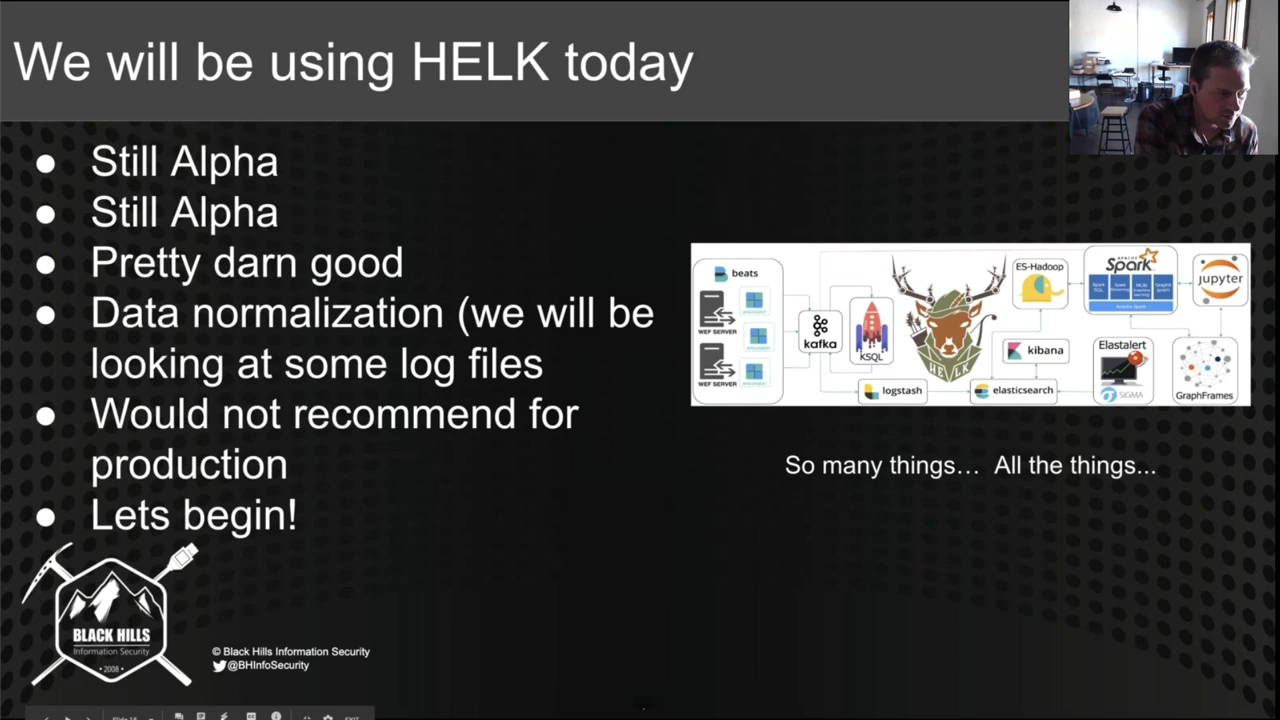 We will be using HELK today
● Still Alpha
● Still Alpha
● Pretty darn good
● Data normalization (we will be
looking at some log files
● Would not recommend for
production
● Lets begin!
beats
WEF SERVER
WEF SERVER
kafka
KSQL
HELK
logstash
ES-Hadoop
kibana
elasticsearch
APACHE
Spark
Elastalert
SIGMA
jupyter
GraphFrames
So many things... All the things...
BLACK HILLS
Information Security
• 2008 •
© Black Hills Information Security
@BHInfoSecurity
EXIT